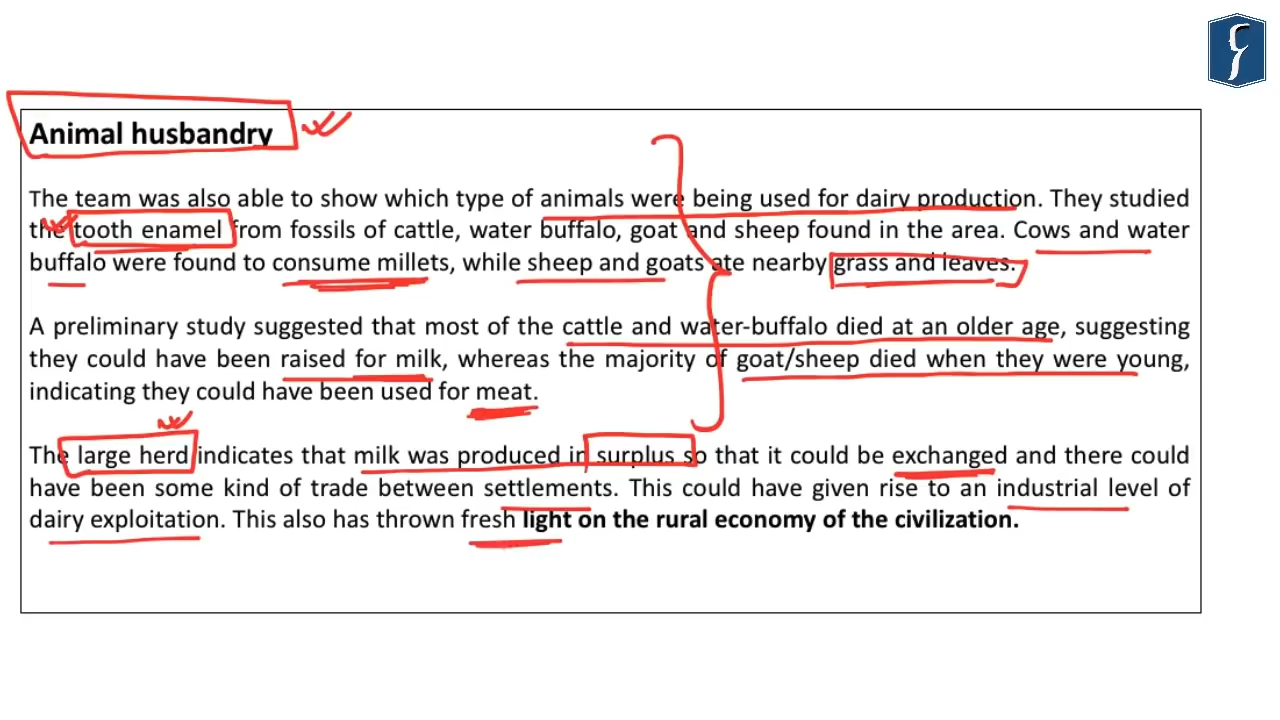 Animal husbandry
The team was also able to show which type of animals were being used for dairy production. They studied
the tooth enamel from fossils of cattle, water buffalo, goat and sheep found in the area. Cows and water
buffalo were found to consume millets, while sheep and goats ate nearby grass and leaves.
A preliminary study suggested that most of the cattle and water-buffalo died at an older age, suggesting
they could have been raised for milk, whereas the majority of goat/sheep died when they were young,
indicating they could have been used for meat.
The large herd indicates that milk was produced in surplus so that it could be exchanged and there could
have been some kind of trade between settlements. This could have given rise to an industrial level of
dairy exploitation. This also has thrown fresh light on the rural economy of the civilization.